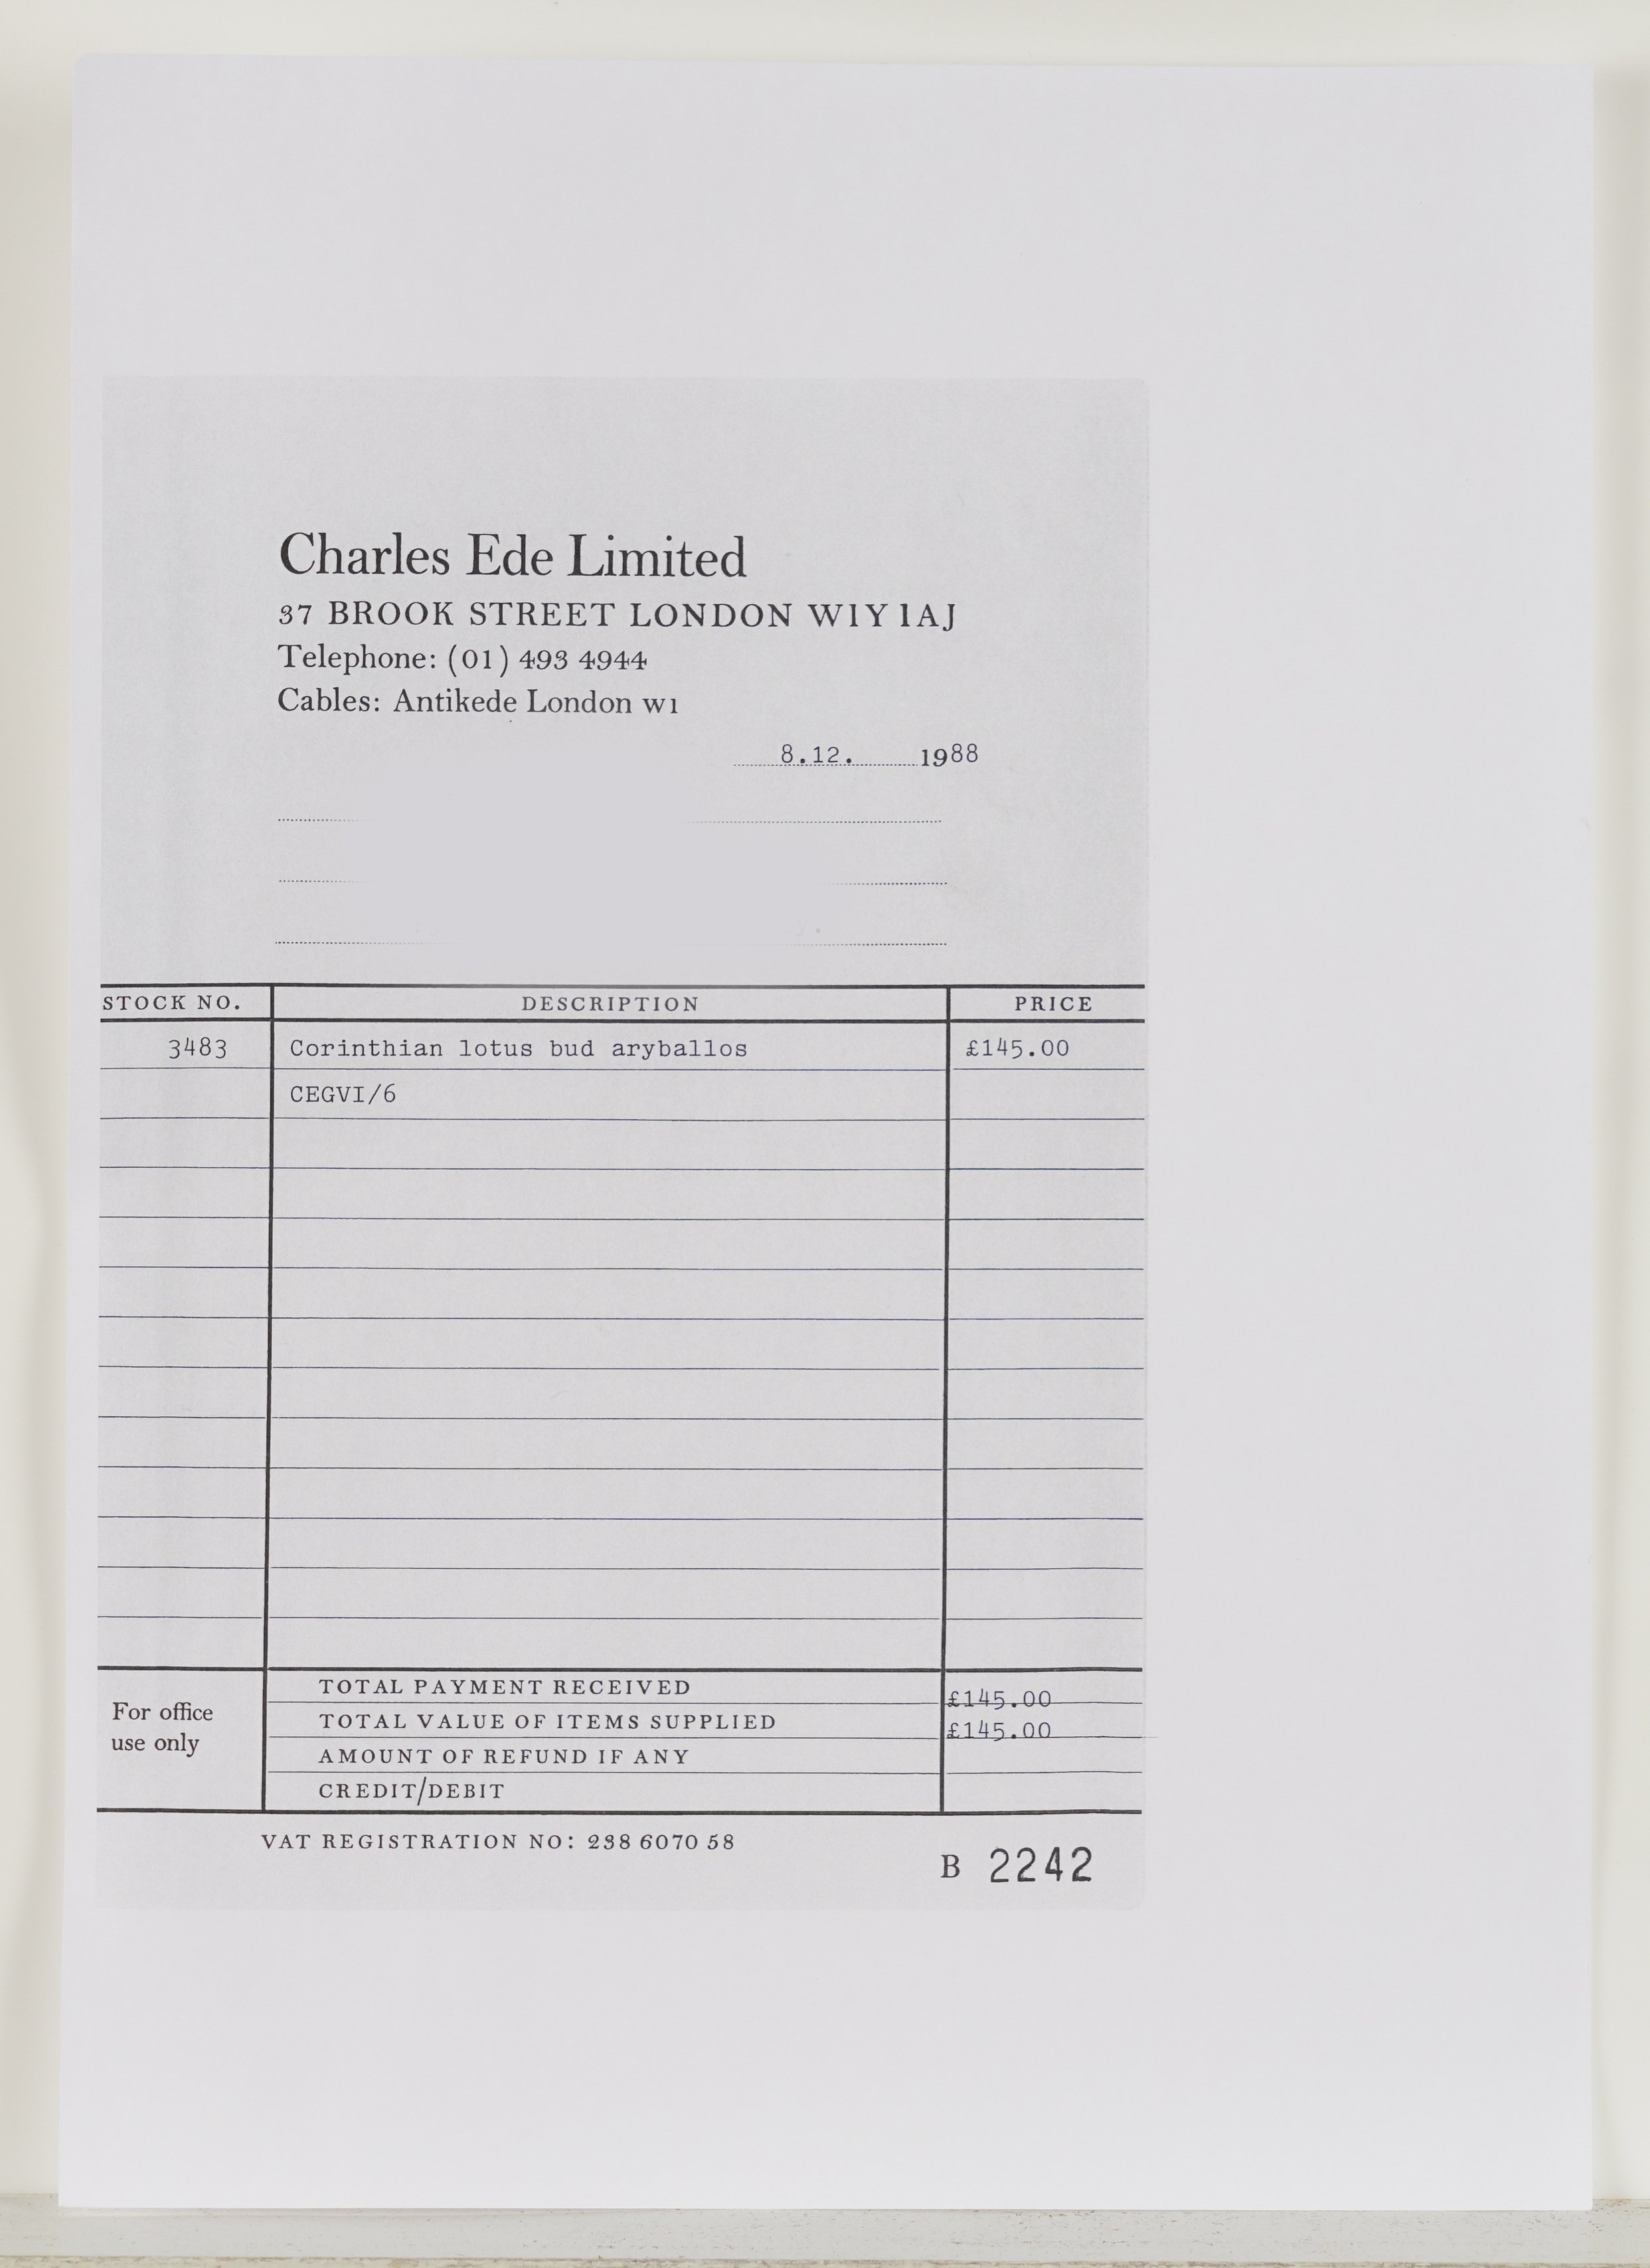 Charles Ede Limited
37 BROOK STREET LONDON W1Y 1AJ
Telephone: (01) 493 4944
Cables: Antikede London W1
8.12. 1988
STOCK NO. DESCRIPTION PRICE
3483 Corinthian lotus bud aryballos £145.00
CEGVI/6
For office
use only
TOTAL PAYMENT RECEIVED £145.00
TOTAL VALUE OF ITEMS SUPPLIED £145.00
AMOUNT OF REFUND IF ANY
CREDIT/DEBIT
VAT REGISTRATION NO: 238 6070 58
B 2242